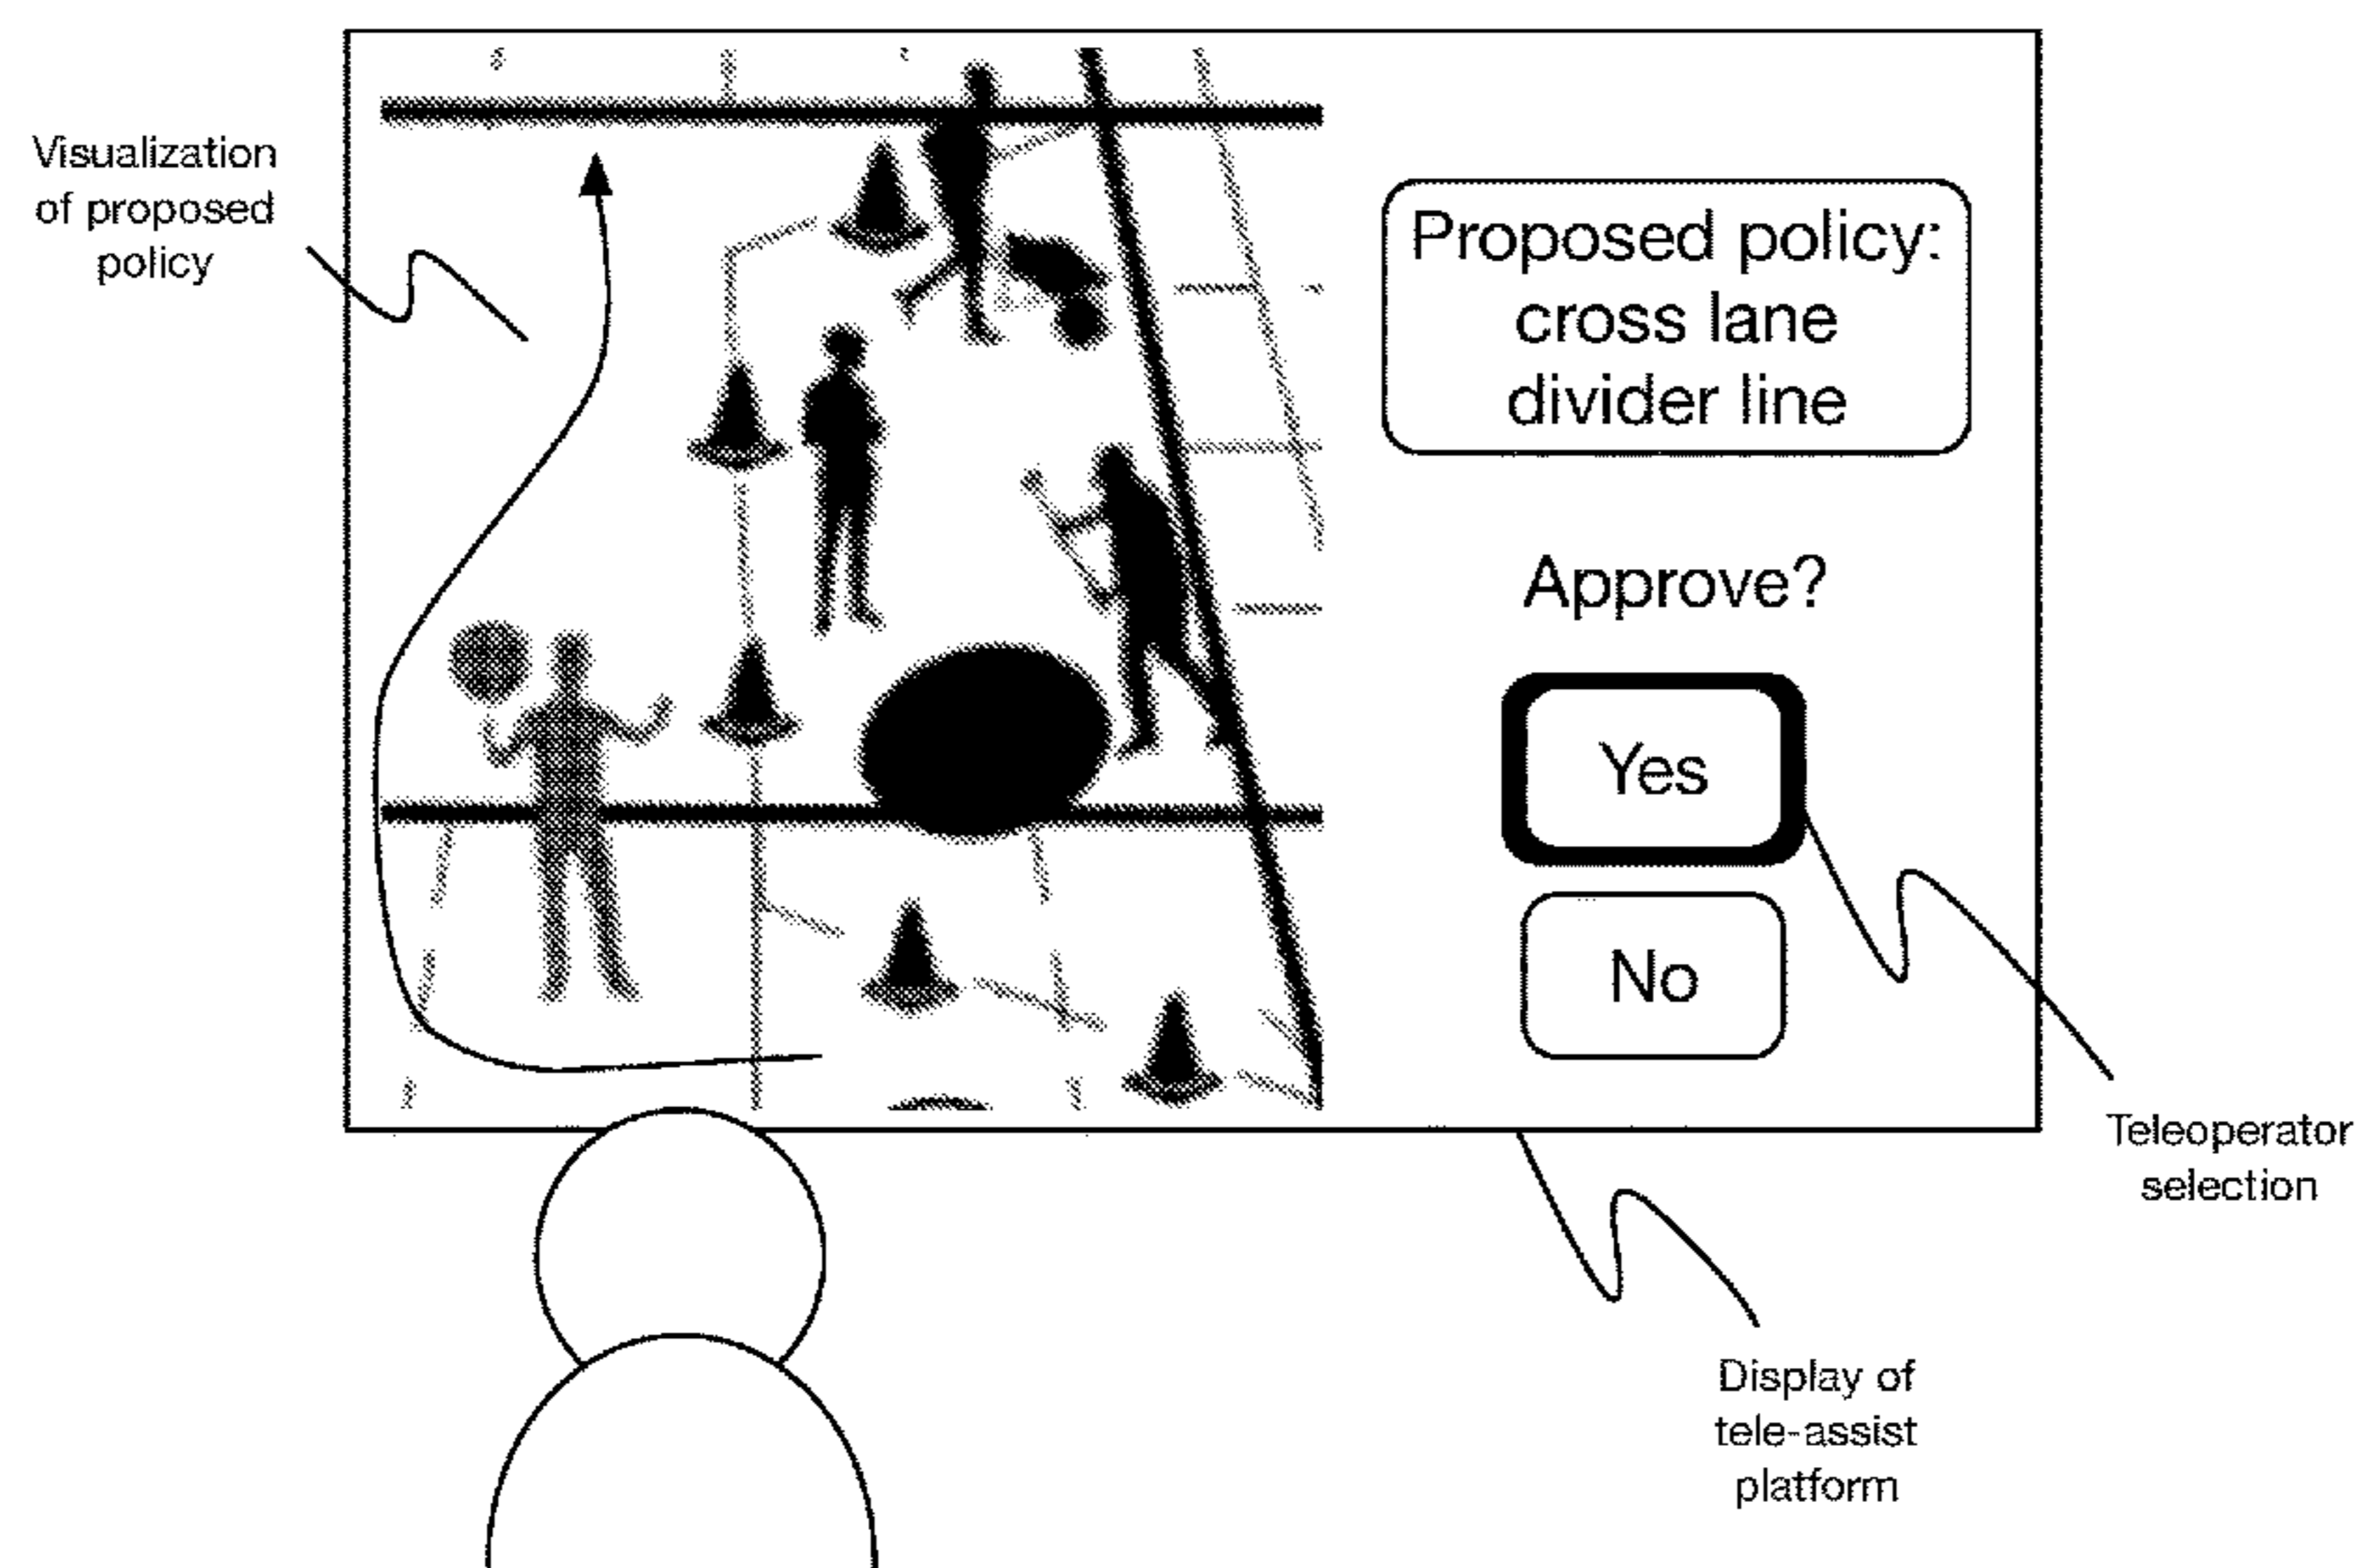 Visualization
of proposed
policy
Proposed policy:
cross lane
divider line
Approve?
Yes
No
Teleoperator
selection
Display of
tele-assist
platform